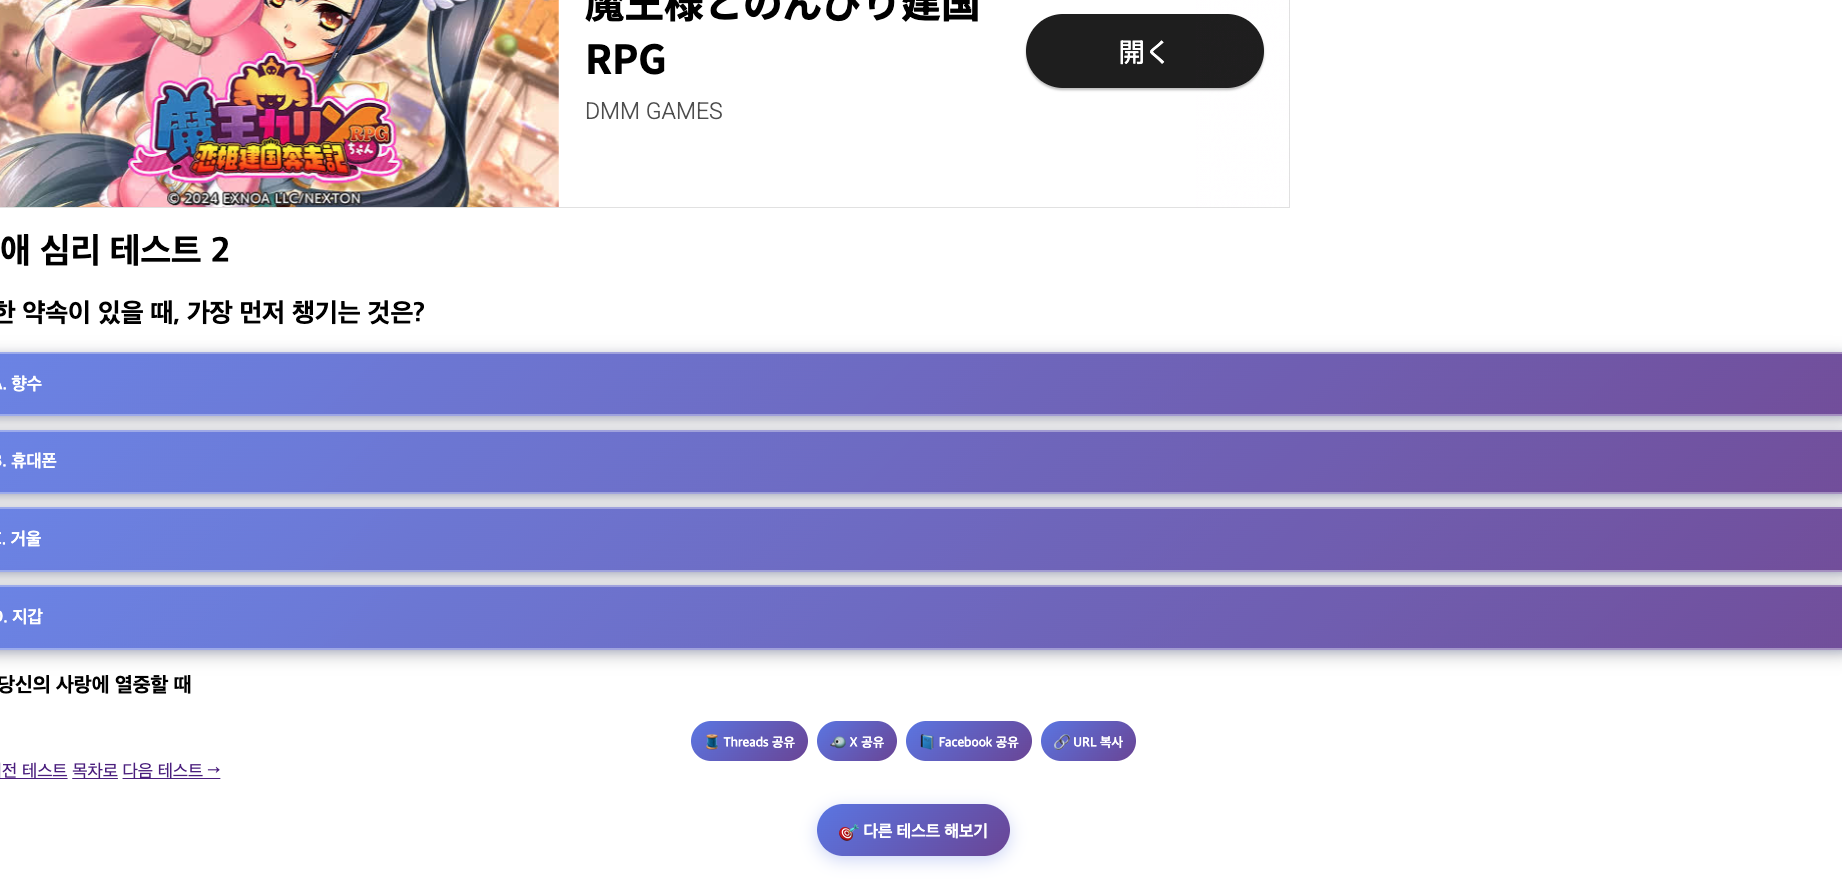 魔王様とのんびり建国
RPG
DMM GAMES
開く
魔王カリンちゃんRPG
恋姫建国奔走記
© 2024 EXNOA LLC/NEXTON
애 심리 테스트 2
한 약속이 있을 때, 가장 먼저 챙기는 것은?
A. 향수
B. 휴대폰
C. 거울
D. 지갑
당신의 사랑에 열중할 때
Threads 공유 X 공유 Facebook 공유 URL 복사
전 테스트 목차로 다음 테스트 →
다른 테스트 해보기